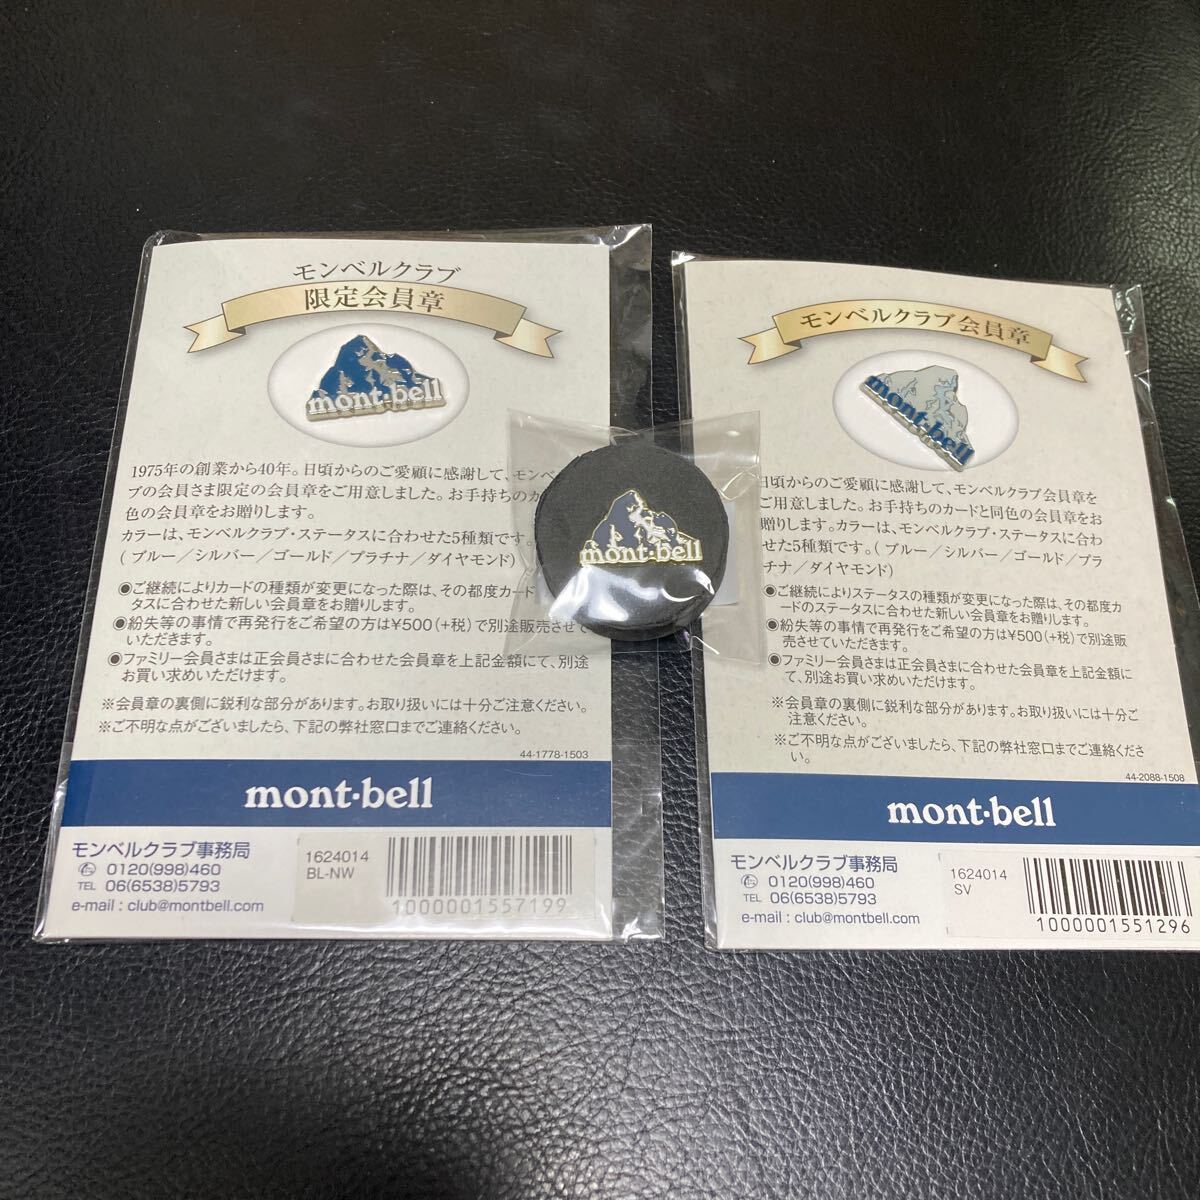 モンベルクラブ
限定会員章
mont・bell
1975年の創業から40年。日頃からのご愛顧に感謝して、モンベ
ブの会員さま限定の会員章をご用意しました。お手持ちのカ
色の会員章をお贈りします。
カラーは、モンベルクラブ・ステータスに合わせた5種類です。
(ブルー／シルバー／ゴールド／プラチナ／ダイヤモンド)
●ご継続によりカードの種類が変更になった際は、その都度カード
タスに合わせた新しい会員章をお贈りします。
●紛失等の事情で再発行をご希望の方は¥500(+税)で別途販売させて
いただきます。
●ファミリー会員さまは正会員さまに合わせた会員章を上記金額にて、別途
お買い求めいただけます。
※会員章の裏側に鋭利な部分があります。お取り扱いには十分ご注意ください。
※ご不明な点がございましたら、下記の弊社窓口までご連絡ください。
44-1778-1503
mont・bell
モンベルクラブ事務局
0120(998)460
TEL 06(6538)5793
e-mail : club@montbell.com
1624014
BL-NW
1000001557199
mont・bell
モンベルクラブ会員章
mont・bell
日頃からのご愛顧に感謝して、モンベルクラブ会員章を
ご用意しました。お手持ちのカードと同色の会員章をお
贈りします。カラーは、モンベルクラブ・ステータスに合わ
せた5種類です。(ブルー／シルバー／ゴールド／プラ
チナ／ダイヤモンド)
●ご継続によりステータスの種類が変更になった際は、その都度カ
ードのステータスに合わせた新しい会員章をお贈りします。
●紛失等の事情で再発行をご希望の方は¥500(+税)で別途販
売させていただきます。
●ファミリー会員さまは正会員さまに合わせた会員章を上記金額に
て、別途お買い求めいただけます。
※会員章の裏側に鋭利な部分があります。お取り扱いには十分ご
注意ください。
※ご不明な点がございましたら、下記の弊社窓口までご連絡くださ
い。
44-2088-1508
mont・bell
モンベルクラブ事務局
0120(998)460
TEL 06(6538)5793
e-mail : club@montbell.com
1624014
SV
1000001551296